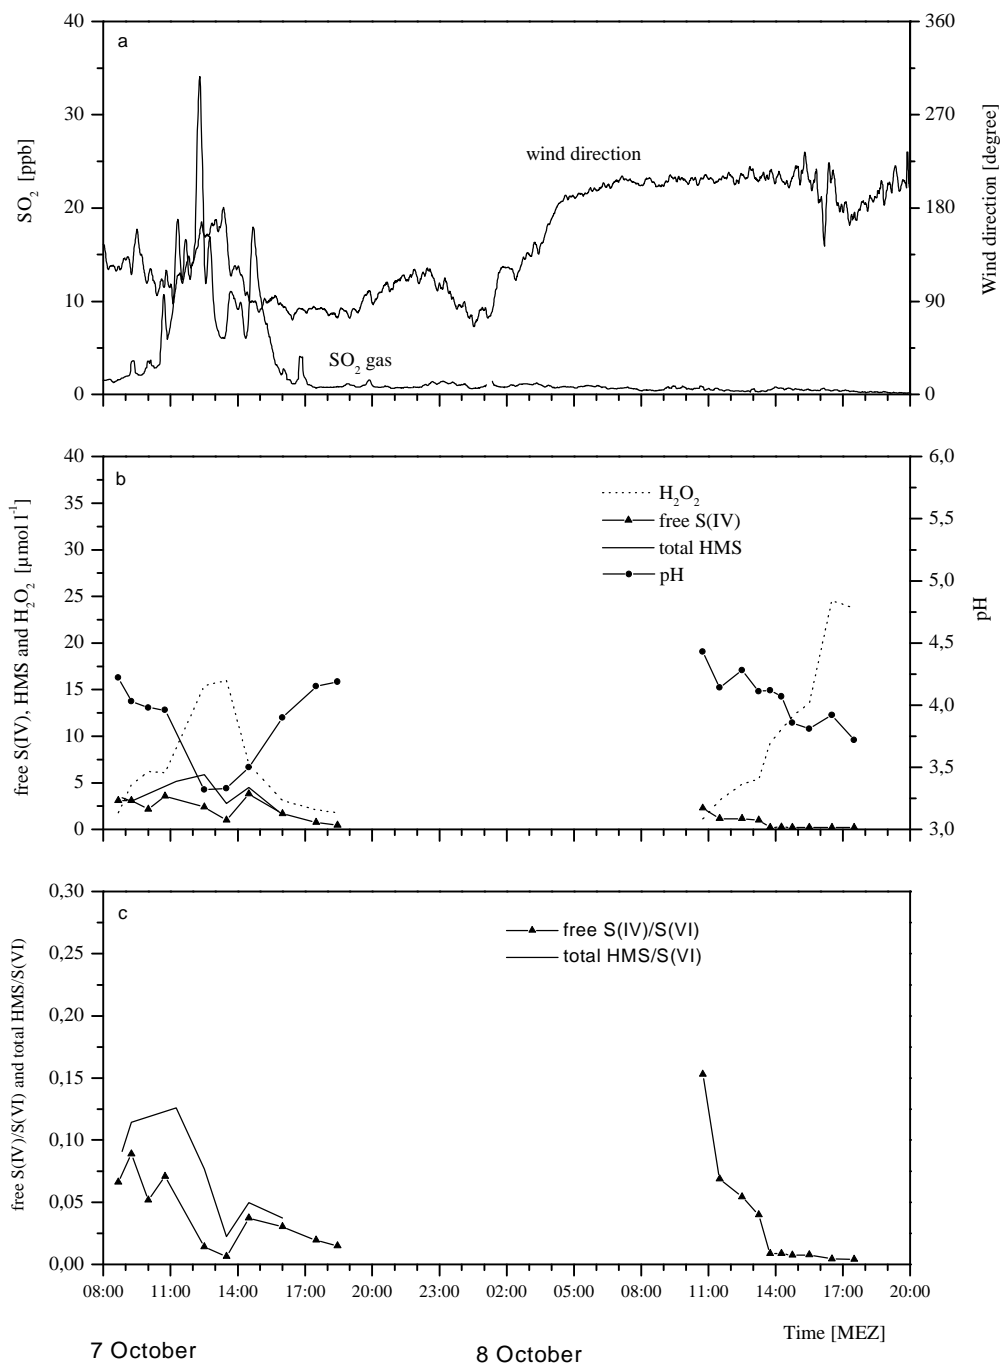 a
40
30
20
10
0
SO2 [ppb]
360
270
180
90
0
Wind direction [degree]
wind direction
SO2 gas
b
40
35
30
25
20
15
10
5
0
free S(IV), HMS and H2O2 [µmol l-1]
6,0
5,5
5,0
4,5
4,0
3,5
3,0
pH
H2O2
free S(IV)
total HMS
pH
c
0,30
0,25
0,20
0,15
0,10
0,05
0,00
free S(IV)/S(VI) and total HMS/S(VI)
free S(IV)/S(VI)
total HMS/S(VI)
08:00 11:00 14:00 17:00 20:00 23:00 02:00 05:00 08:00 11:00 14:00 17:00 20:00
Time [MEZ]
7 October
8 October